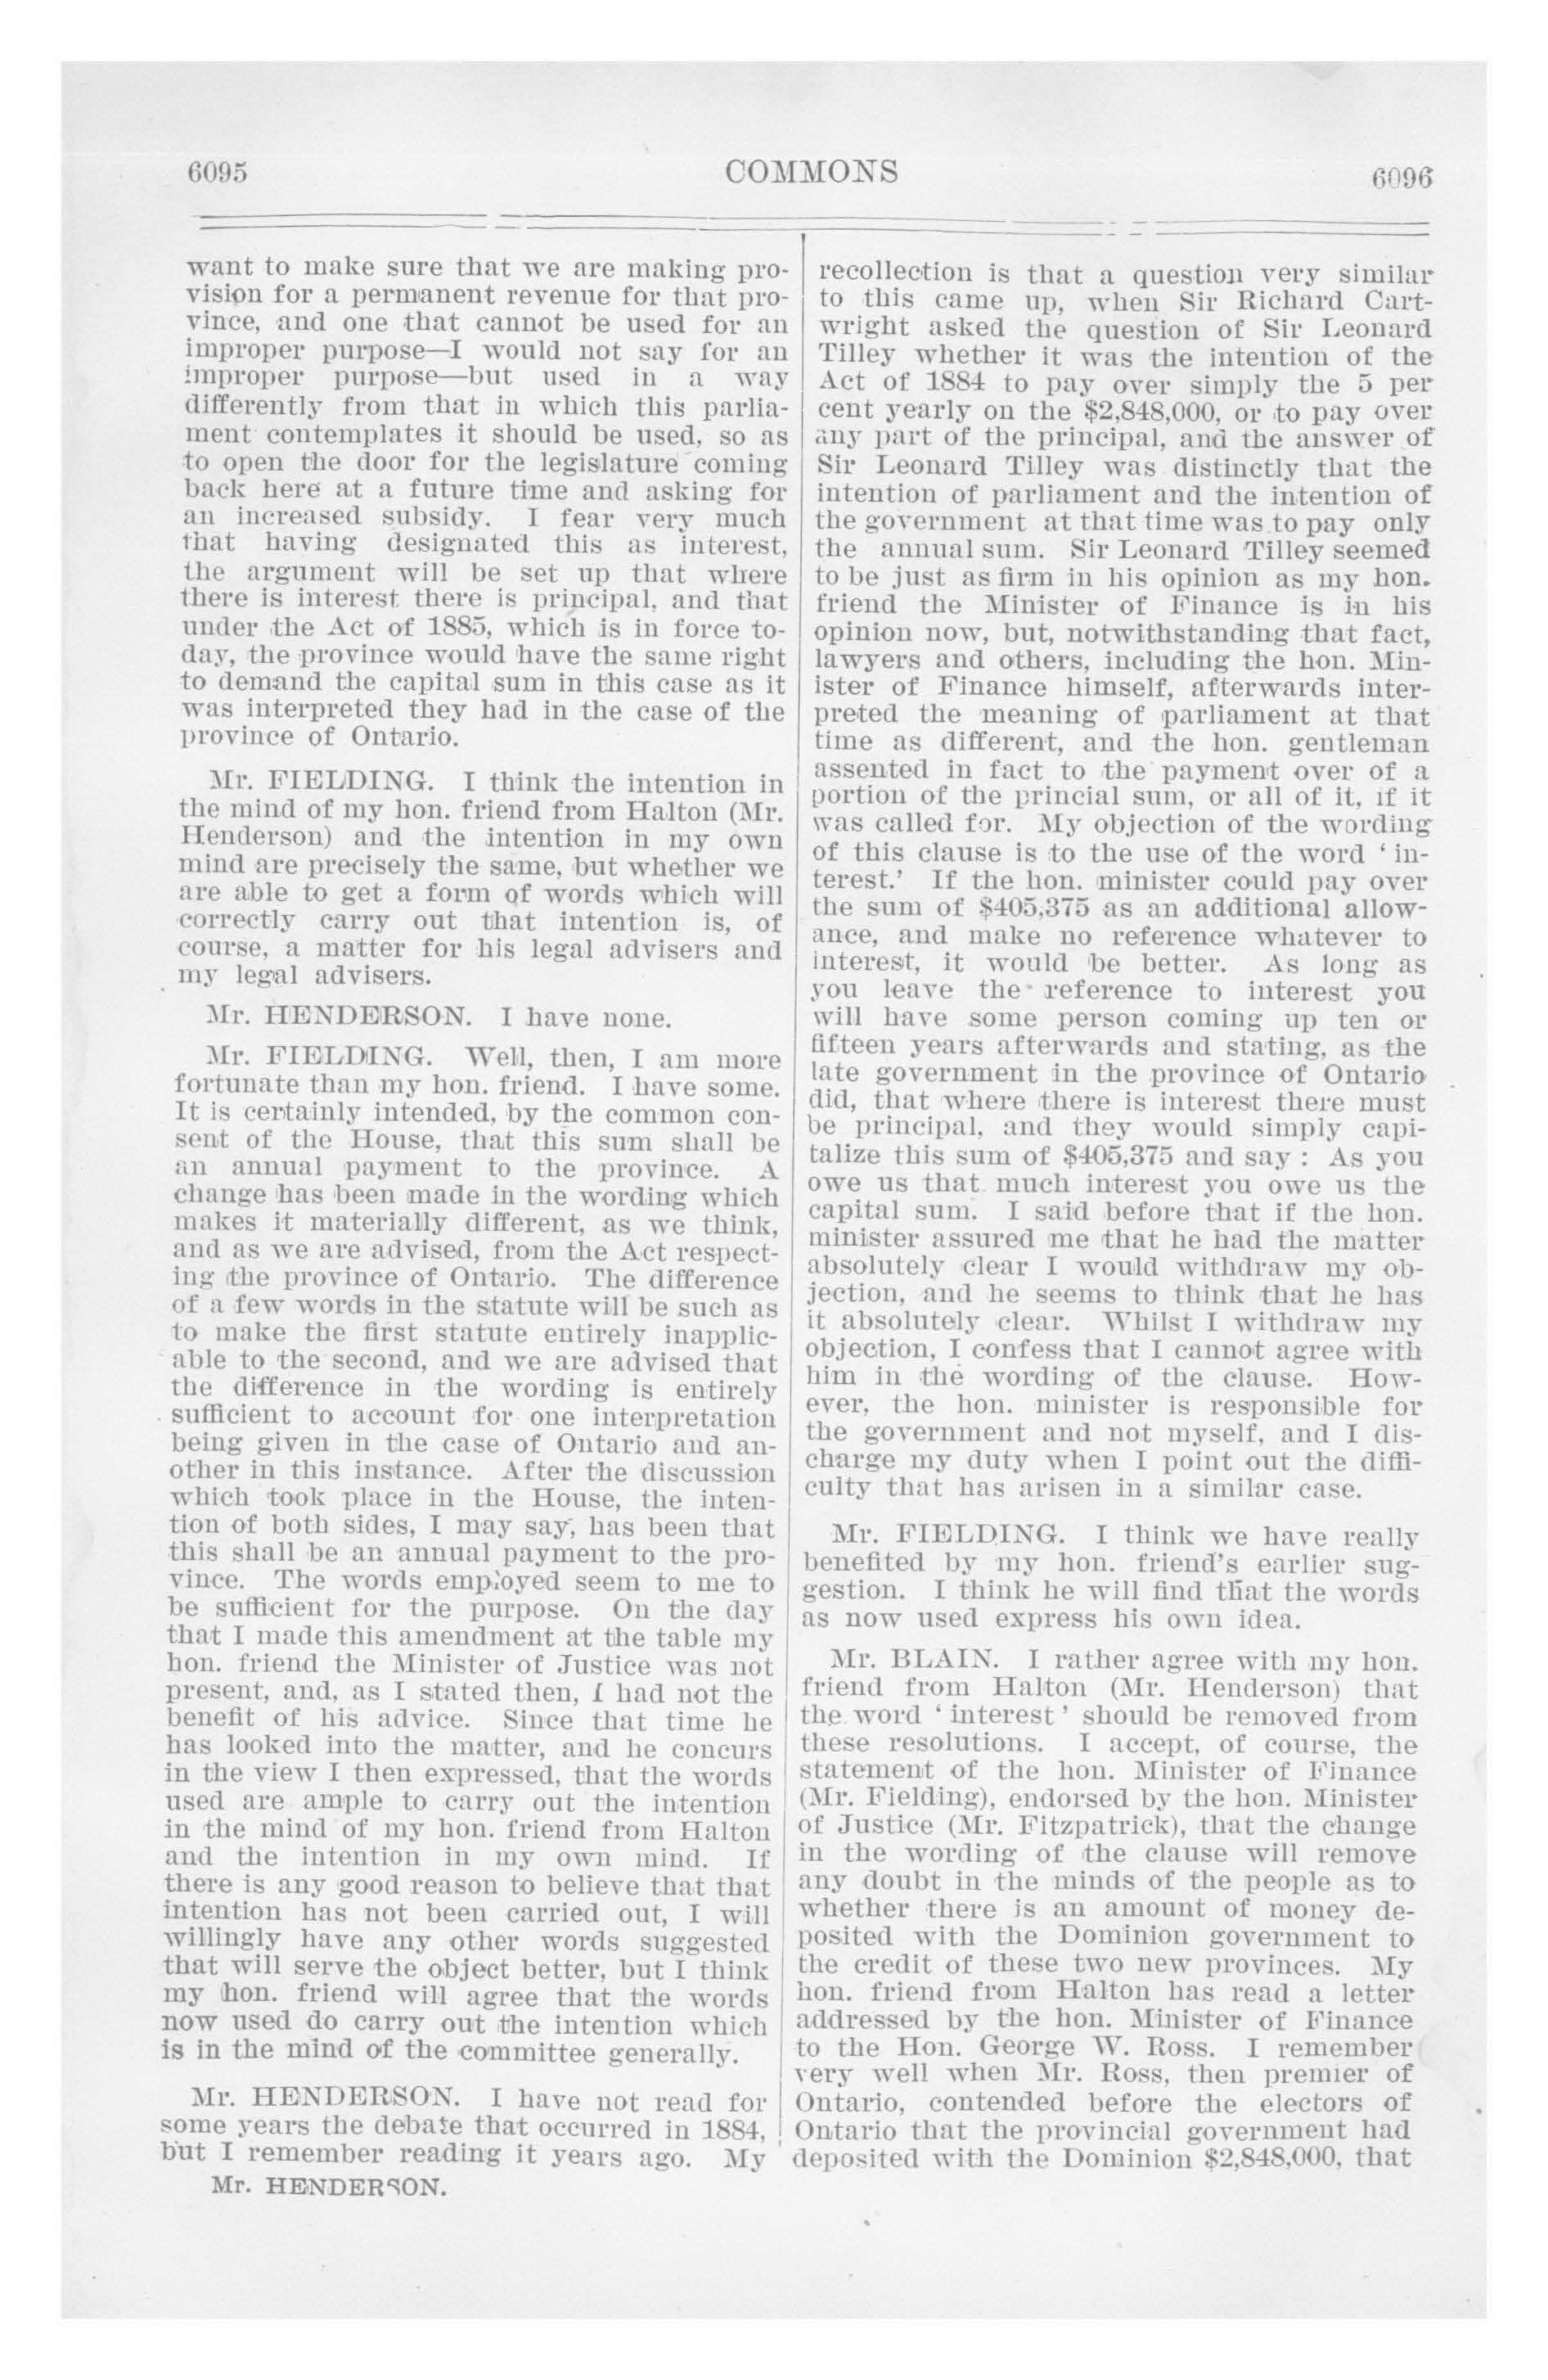 6095
COMMONS
6096
want to make sure that we are making pro-
vision for a permanent revenue for that pro-
vince, and one that cannot be used for an
improper purpose—I would not say for an
improper purpose—but used in a way
differently from that in which this parlia-
ment contemplates it should be used, so as
to open the door for the legislature coming
back here at a future time and asking for
an increased subsidy. I fear very much
that having designated this as interest,
the argument will be set up that where
there is interest there is principal, and that
under the Act of 1885, which is in force to-
day, the province would have the same right
to demand the capital sum in this case as it
was interpreted they had in the case of the
province of Ontario.
Mr. FIELDING. I think the intention in
the mind of my hon. friend from Halton (Mr.
Henderson) and the intention in my own
mind are precisely the same, but whether we
are able to get a form of words which will
correctly carry out that intention is, of
course, a matter for his legal advisers and
my legal advisers.
Mr. HENDERSON. I have none.
Mr. FIELDING. Well, then, I am more
fortunate than my hon. friend. I have some.
It is certainly intended, by the common con-
sent of the House, that this sum shall be
an annual payment to the province. A
change has been made in the wording which
makes it materially different, as we think,
and as we are advised, from the Act respect-
ing the province of Ontario. The difference
of a few words in the statute will be such as
to make the first statute entirely inapplic-
able to the second, and we are advised that
the difference in the wording is entirely
sufficient to account for one interpretation
being given in the case of Ontario and an-
other in this instance. After the discussion
which took place in the House, the inten-
tion of both sides, I may say, has been that
this shall be an annual payment to the pro-
vince. The words employed seem to me to
be sufficient for the purpose. On the day
that I made this amendment at the table my
hon. friend the Minister of Justice was not
present, and, as I stated then, I had not the
benefit of his advice. Since that time he
has looked into the matter, and he concurs
in the view I then expressed, that the words
used are ample to carry out the intention
in the mind of my hon. friend from Halton
and the intention in my own mind. If
there is any good reason to believe that that
intention has not been carried out, I will
willingly have any other words suggested
that will serve the object better, but I think
my hon. friend will agree that the words
now used do carry out the intention which
is in the mind of the committee generally.
Mr. HENDERSON. I have not read for
some years the debate that occurred in 1884,
but I remember reading it years ago. My
Mr. HENDERSON.
recollection is that a question very similar
to this came up, when Sir Richard Cart-
wright asked the question of Sir Leonard
Tilley whether it was the intention of the
Act of 1884 to pay over simply the 5 per
cent yearly on the $2,848,000, or to pay over
any part of the principal, and the answer of
Sir Leonard Tilley was distinctly that the
intention of parliament and the intention of
the government at that time was to pay only
the annual sum. Sir Leonard Tilley seemed
to be just as firm in his opinion as my hon.
friend the Minister of Finance is in his
opinion now, but, notwithstanding that fact,
lawyers and others, including the hon. Min-
ister of Finance himself, afterwards inter-
preted the meaning of parliament at that
time as different, and the hon. gentleman
assented in fact to the payment over of a
portion of the princial sum, or all of it, if it
was called for. My objection of the wording
of this clause is to the use of the word ' in-
terest.' If the hon. minister could pay over
the sum of $405,375 as an additional allow-
ance, and make no reference whatever to
interest, it would be better. As long as
you leave the reference to interest you
will have some person coming up ten or
fifteen years afterwards and stating, as the
late government in the province of Ontario
did, that where there is interest there must
be principal, and they would simply capi-
talize this sum of $405,375 and say : As you
owe us that much interest you owe us the
capital sum. I said before that if the hon.
minister assured me that he had the matter
absolutely clear I would withdraw my ob-
jection, and he seems to think that he has
it absolutely clear. Whilst I withdraw my
objection, I confess that I cannot agree with
him in the wording of the clause. How-
ever, the hon. minister is responsible for
the government and not myself, and I dis-
charge my duty when I point out the diffi-
culty that has arisen in a similar case.
Mr. FIELDING. I think we have really
benefited by my hon. friend's earlier sug-
gestion. I think he will find that the words
as now used express his own idea.
Mr. BLAIN. I rather agree with my hon.
friend from Halton (Mr. Henderson) that
the word ' interest ' should be removed from
these resolutions. I accept, of course, the
statement of the hon. Minister of Finance
(Mr. Fielding), endorsed by the hon. Minister
of Justice (Mr. Fitzpatrick), that the change
in the wording of the clause will remove
any doubt in the minds of the people as to
whether there is an amount of money de-
posited with the Dominion government to
the credit of these two new provinces. My
hon. friend from Halton has read a letter
addressed by the hon. Minister of Finance
to the Hon. George W. Ross. I remember
very well when Mr. Ross, then premier of
Ontario, contended before the electors of
Ontario that the provincial government had
deposited with the Dominion $2,848,000, that